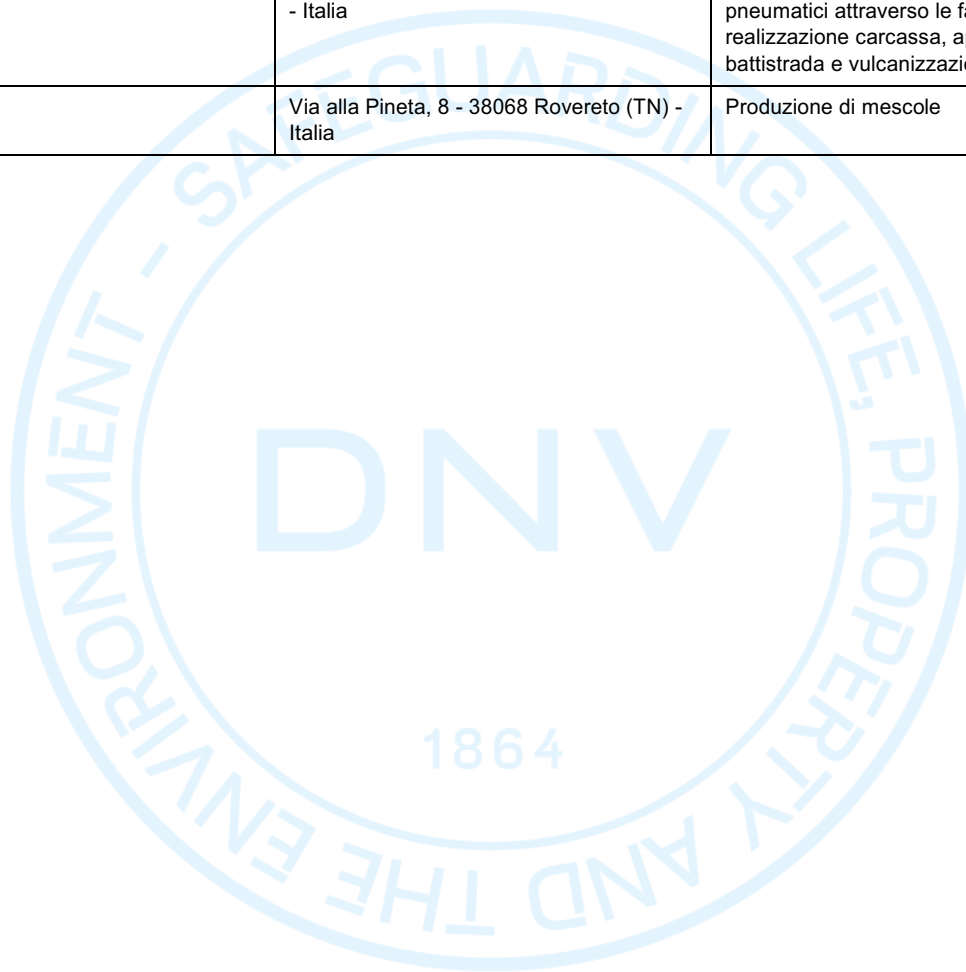 - Italia
pneumatici attraverso le
realizzazione carcassa,
battistrada e
Via alla Pineta, 8 - 38068 Rovereto (TN) -
Italia
Produzione di mescole
SAFEGUARDING LIFE, PROPERTY AND THE ENVIRONMENT -
DNV
1864